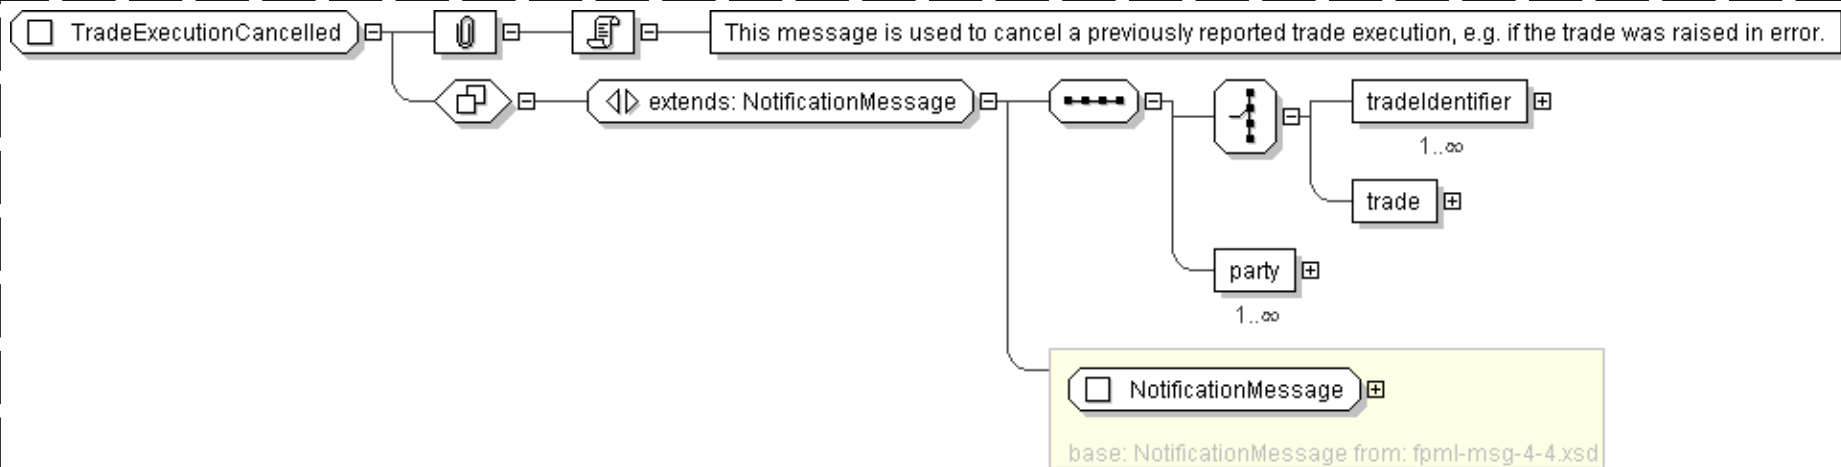 TradeExecutionCancelled
This message is used to cancel a previously reported trade execution, e.g. if the trade was raised in error.
extends: NotificationMessage
tradeIdentifier
1..∞
trade
party
1..∞
NotificationMessage
base: NotificationMessage from: fpml-msg-4-4.xsd